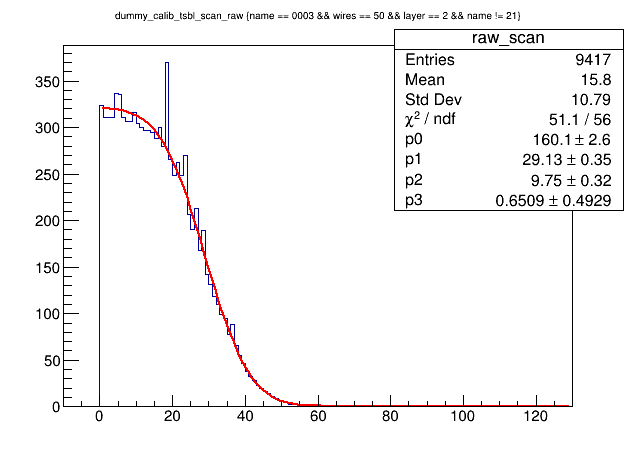 dummy_calib_tsbl_scan_raw {name == 0003 && wires == 50 && layer == 2 && name != 21}
raw_scan
Entries 9417
Mean 15.8
Std Dev 10.79
χ² / ndf 51.1 / 56
p0 160.1 ± 2.6
p1 29.13 ± 0.35
p2 9.75 ± 0.32
p3 0.6509 ± 0.4929
350
300
250
200
150
100
50
0
0 20 40 60 80 100 120